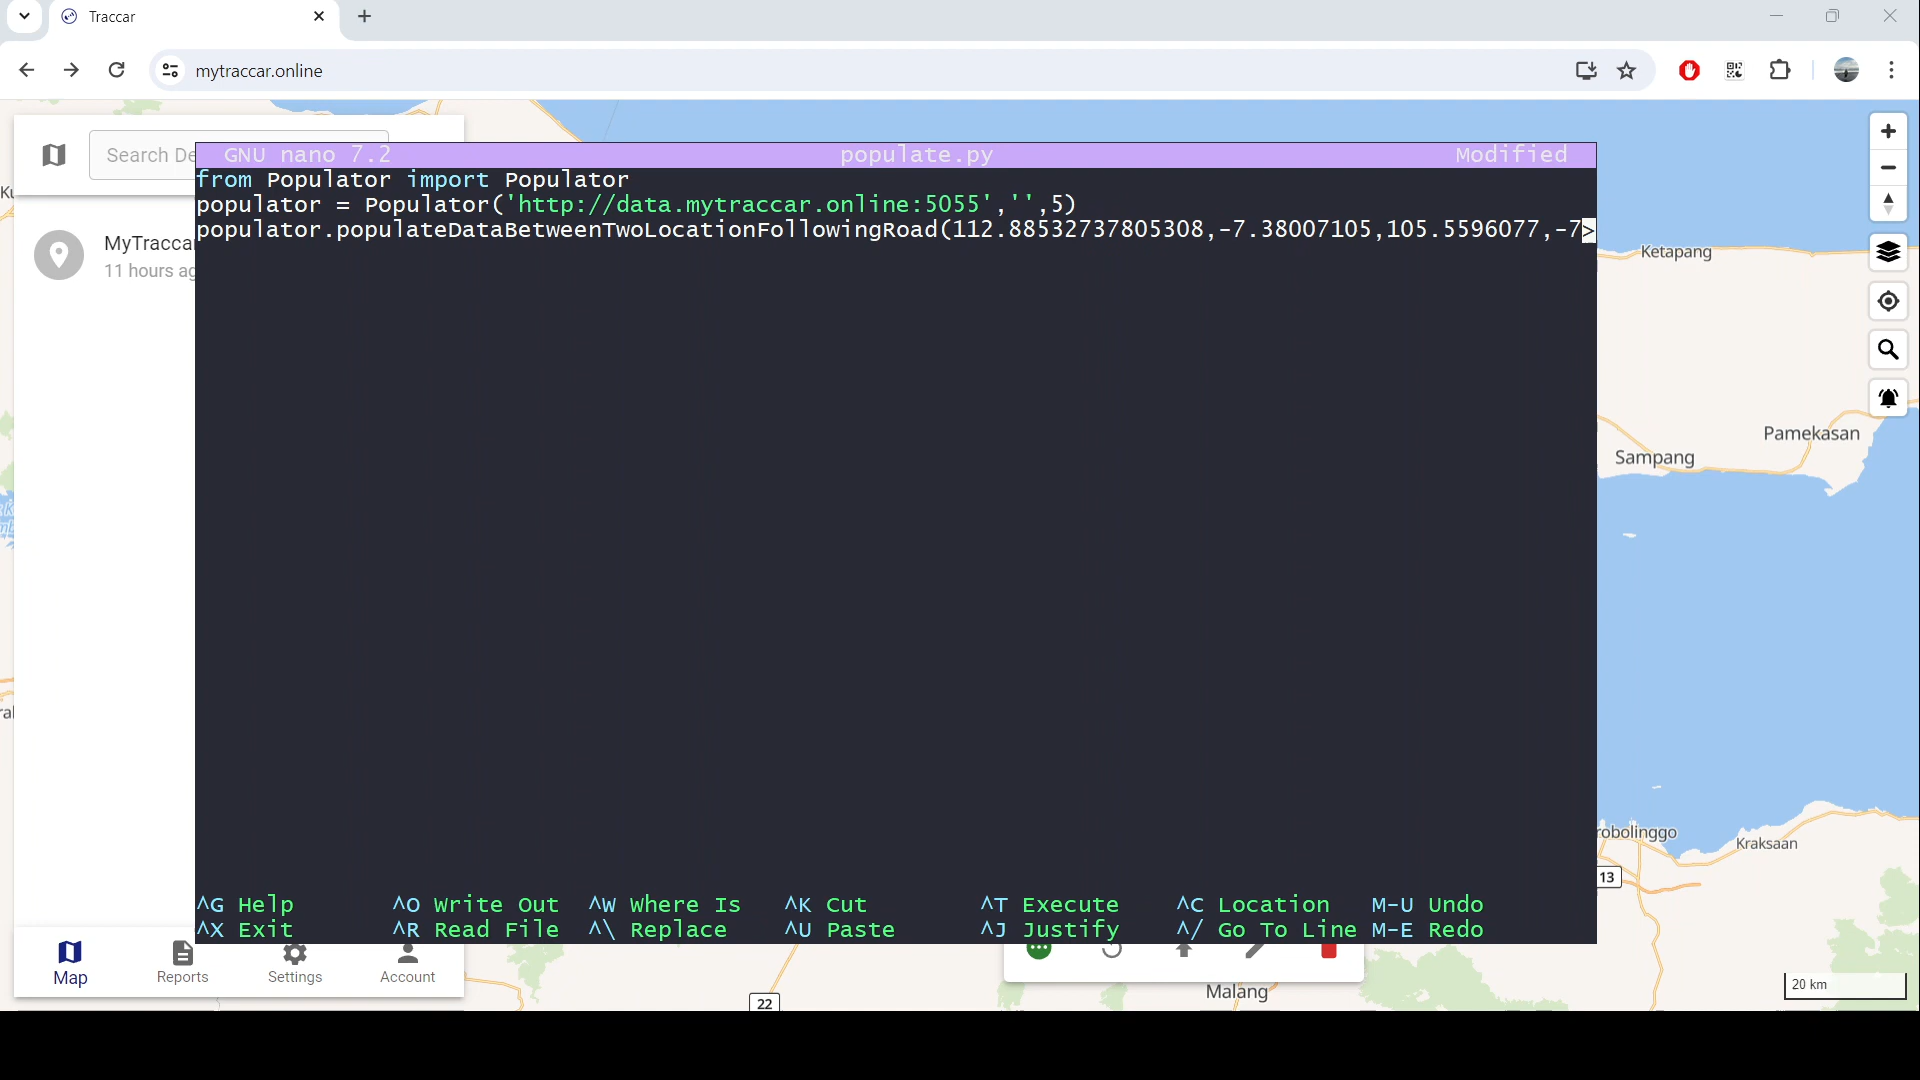 Traccar
mytraccar.online
Search De
GNU nano 7.2 populate.py Modified
from Populator import Populator
populator = Populator('http://data.mytraccar.online:5055','',5)
populator.populateDataBetweenTwoLocationFollowingRoad(112.88532737805308,-7.38007105,105.5596077,-7>
MyTracca
11 hours ag
Ketapang
Pamekasan
Sampang
robolinggo
Kraksaan
13
^G Help ^O Write Out ^W Where Is ^K Cut ^T Execute ^C Location M-U Undo
^X Exit ^R Read File ^\ Replace ^U Paste ^J Justify ^/ Go To Line M-E Redo
Map Reports Settings Account
22
Malang
20 km